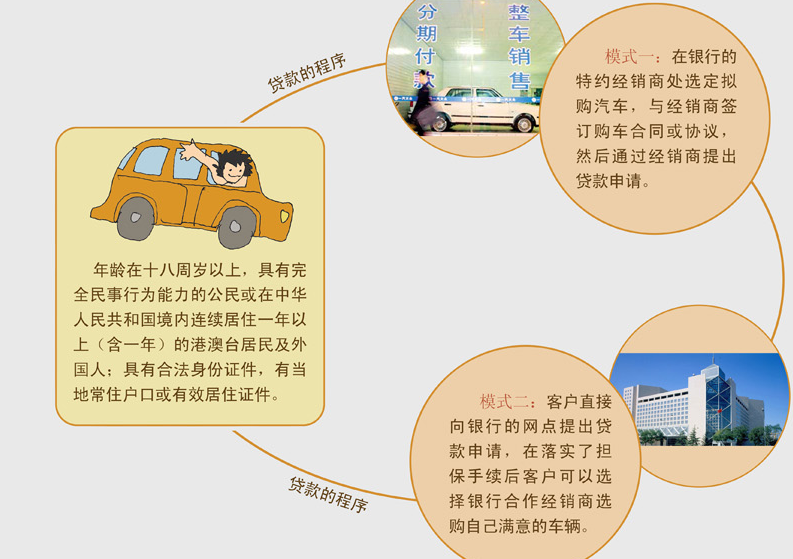 贷款的程序
分期付款
整车销售
模式一：在银行的
特约经销商处选定拟
购汽车，与经销商签
订购车合同或协议，
然后通过经销商提出
贷款申请。
年龄在十八周岁以上，具有完
全民事行为能力的公民或在中华
人民共和国境内连续居住一年以
上（含一年）的港澳台居民及外
国人；具有合法身份证件，有当
地常住户口或有效居住证件。
模式二：客户直接
向银行的网点提出贷
款申请，在落实了担
保手续后客户可以选
择银行合作经销商选
购自己满意的车辆。
贷款的程序